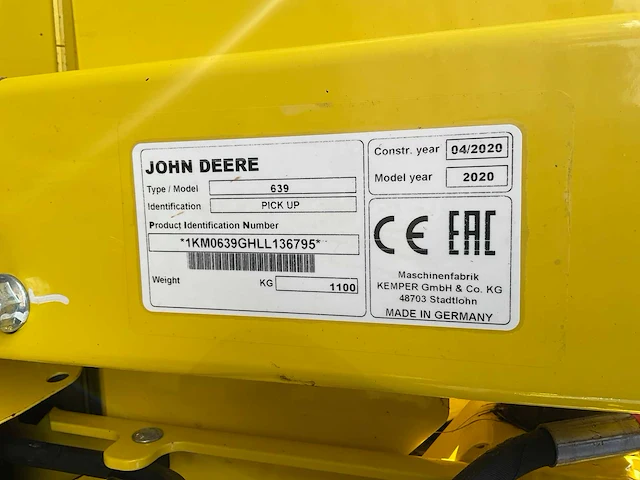 JOHN DEERE
Type / Model 639
Identification PICK UP
Product Identification Number
*1KM0639GHLL136795*
Weight KG 1100
Constr. year 04/2020
Model year 2020
CE EAC
Maschinenfabrik
KEMPER GmbH & Co. KG
48703 Stadtlohn
MADE IN GERMANY